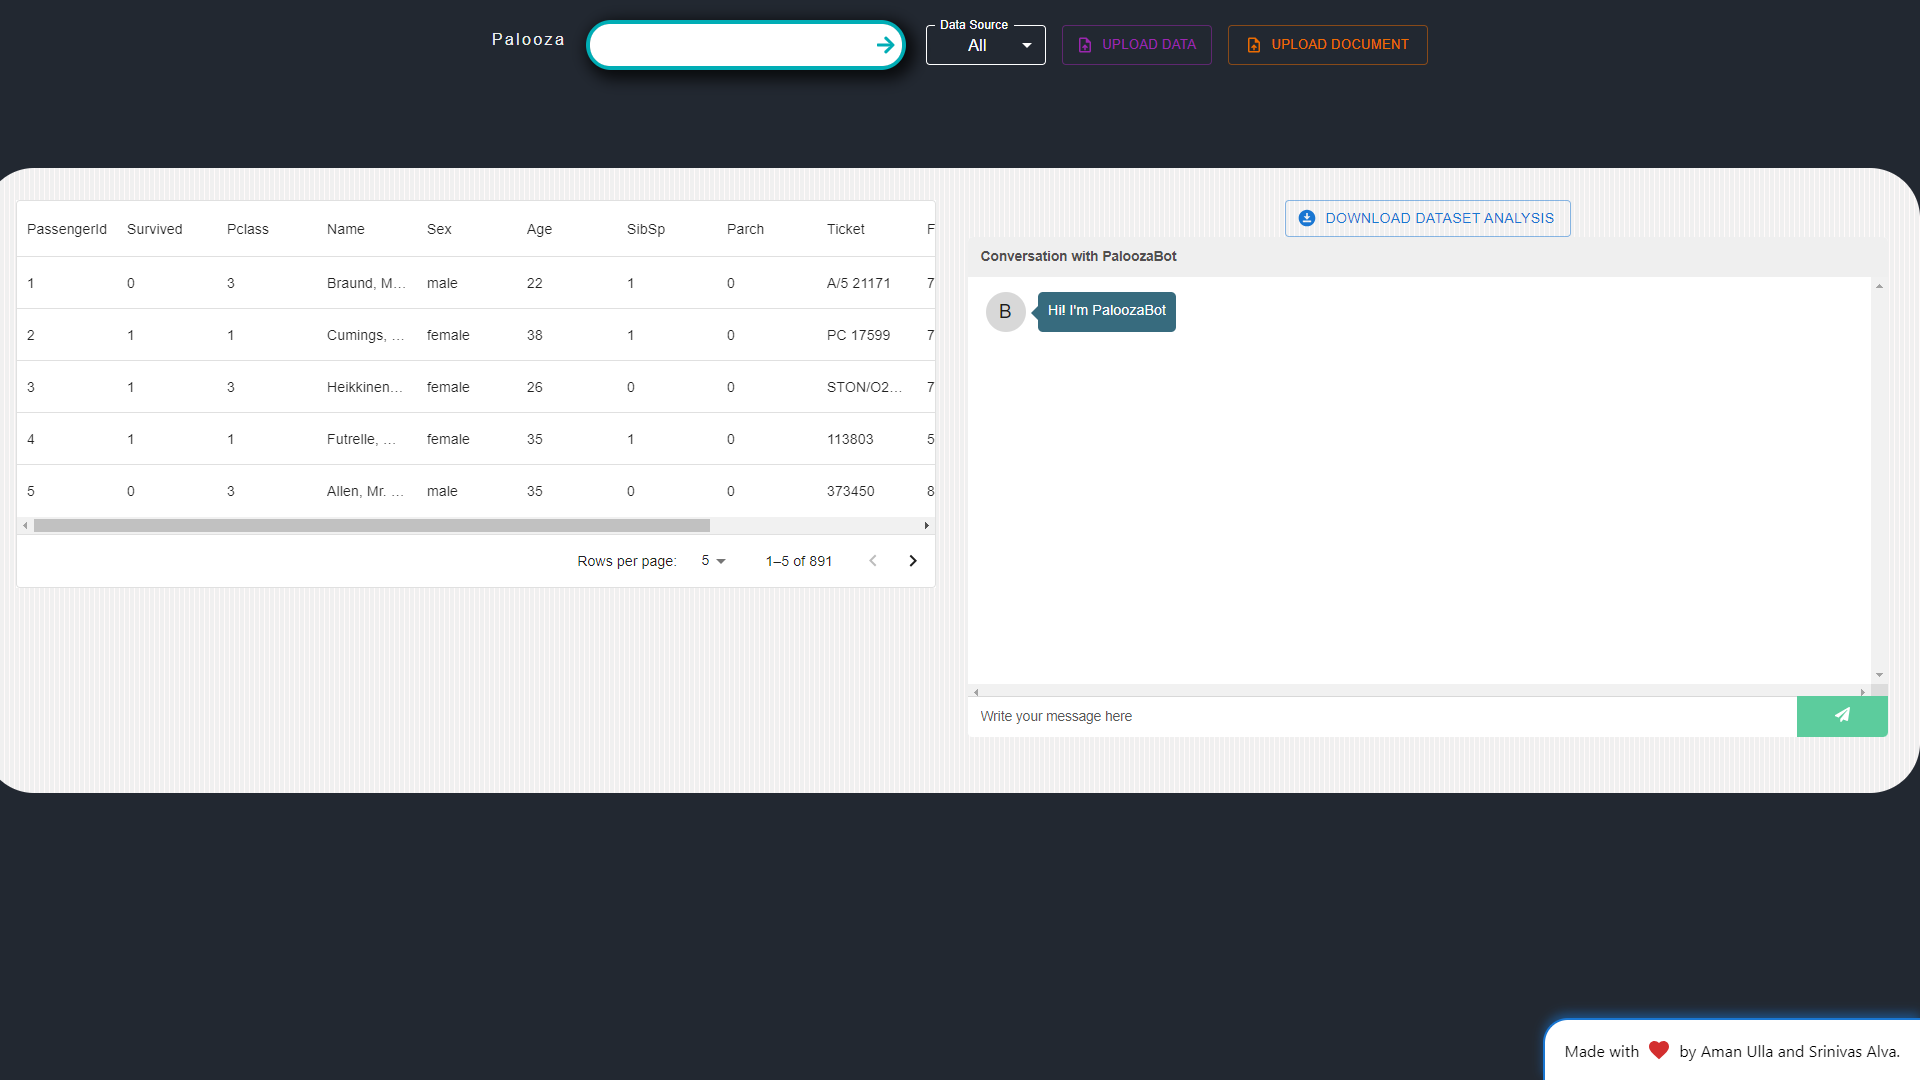 Palooza
Data Source
All
UPLOAD DATA
UPLOAD DOCUMENT
PassengerId Survived Pclass Name Sex Age SibSp Parch Ticket F
1 0 3 Braund, M... male 22 1 0 A/5 21171 7
2 1 1 Cumings, ... female 38 1 0 PC 17599 7
3 1 3 Heikkinen... female 26 0 0 STON/O2... 7
4 1 1 Futrelle, ... female 35 1 0 113803 5
5 0 3 Allen, Mr. ... male 35 0 0 373450 8
Rows per page: 5 1–5 of 891
DOWNLOAD DATASET ANALYSIS
Conversation with PaloozaBot
B
Hi! I'm PaloozaBot
Write your message here
Made with by Aman Ulla and Srinivas Alva.